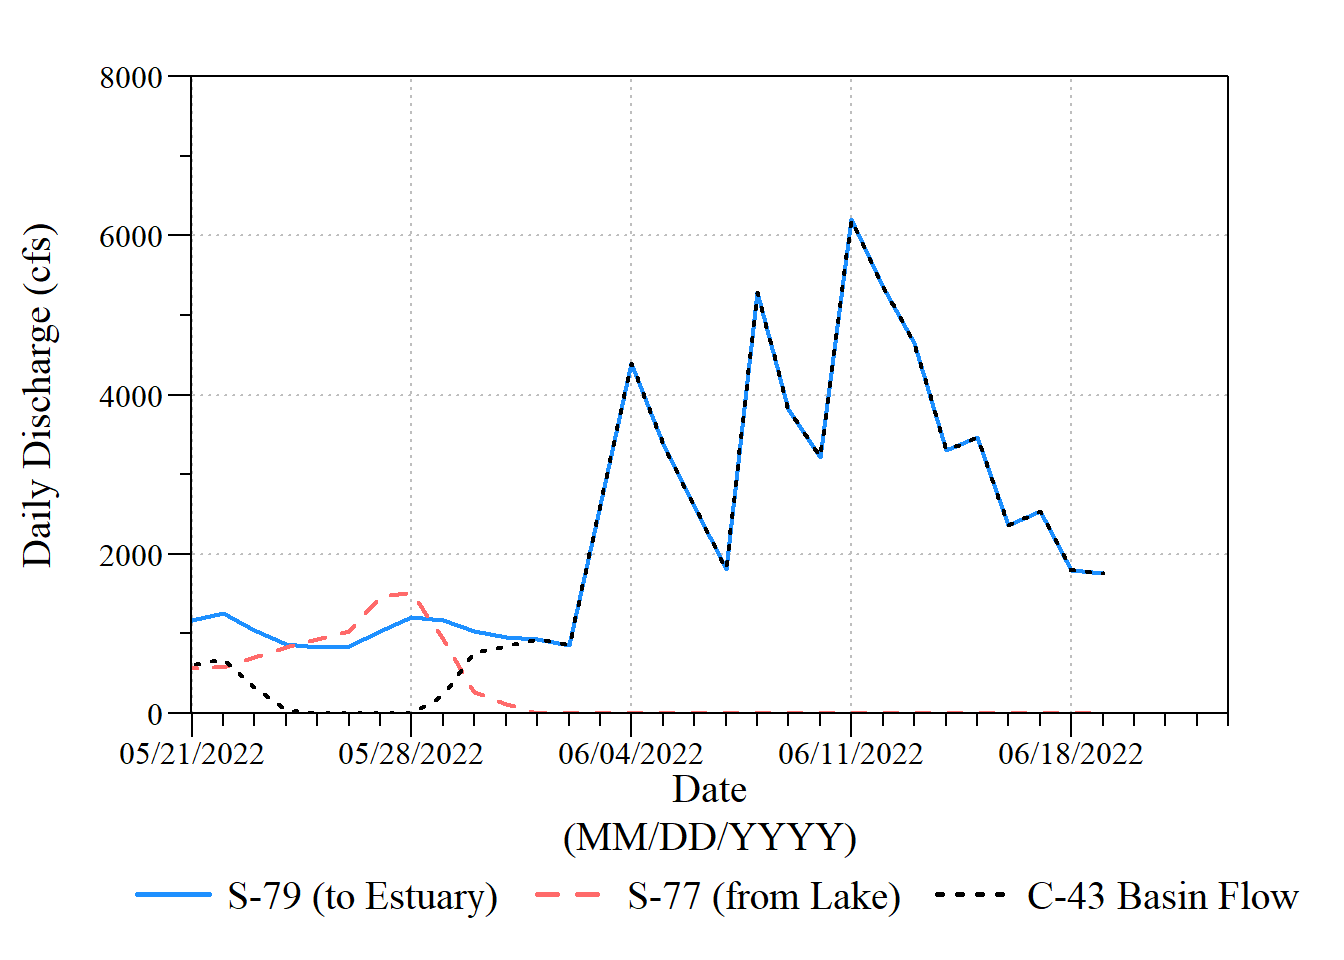 Daily Discharge (cfs)
8000
6000
4000
2000
0
05/21/2022 05/28/2022 06/04/2022 06/11/2022 06/18/2022
Date
(MM/DD/YYYY)
S-79 (to Estuary) S-77 (from Lake) C-43 Basin Flow